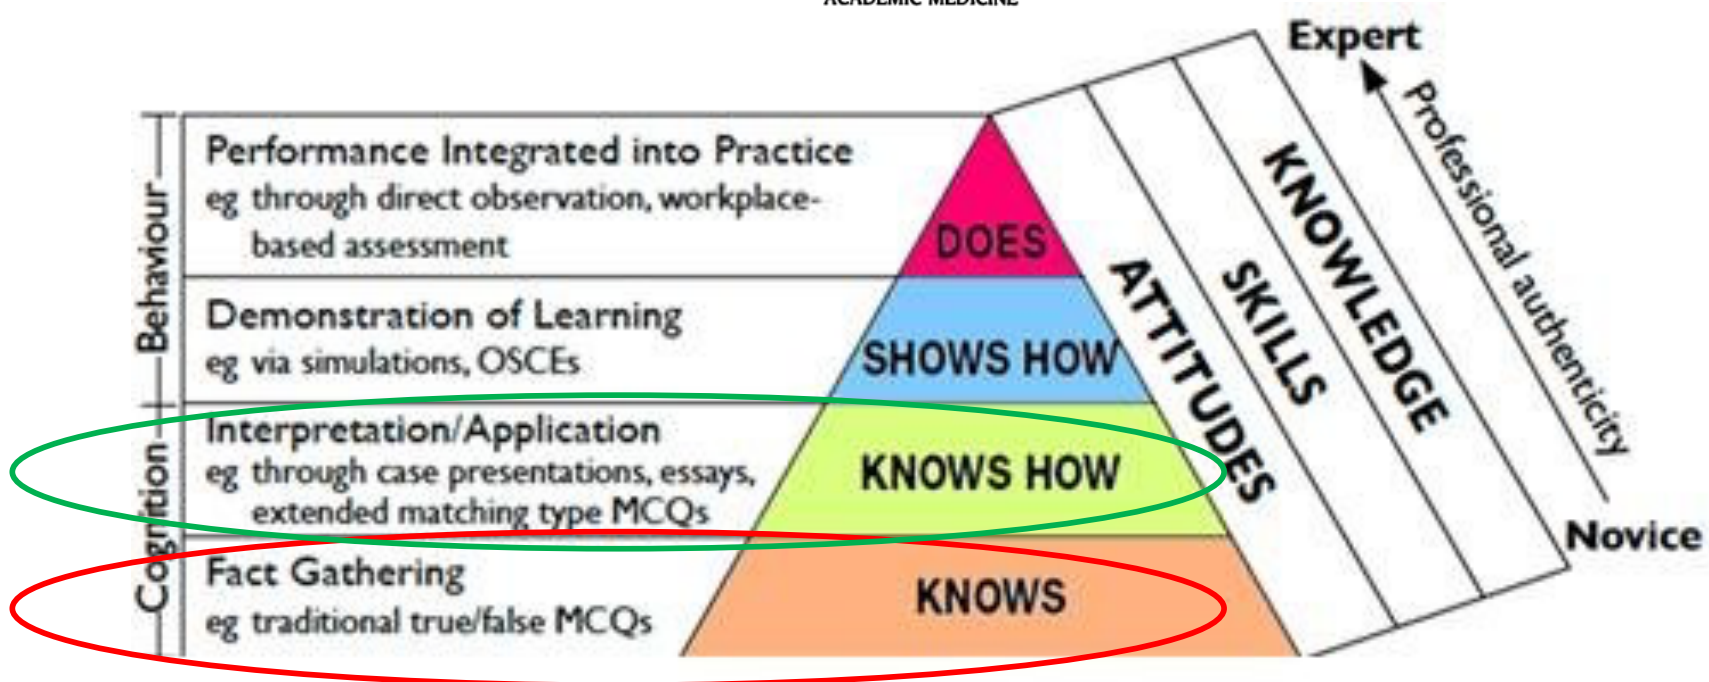 ACADEMIC MEDICINE
Expert
Professional authenticity
Novice
Behaviour
Cognition
Performance Integrated into Practice
eg through direct observation, workplace-
based assessment
DOES
Demonstration of Learning
eg via simulations, OSCEs
SHOWS HOW
Interpretation/Application
eg through case presentations, essays,
extended matching type MCQs
KNOWS HOW
Fact Gathering
eg traditional true/false MCQs
KNOWS
ATTITUDES
SKILLS
KNOWLEDGE